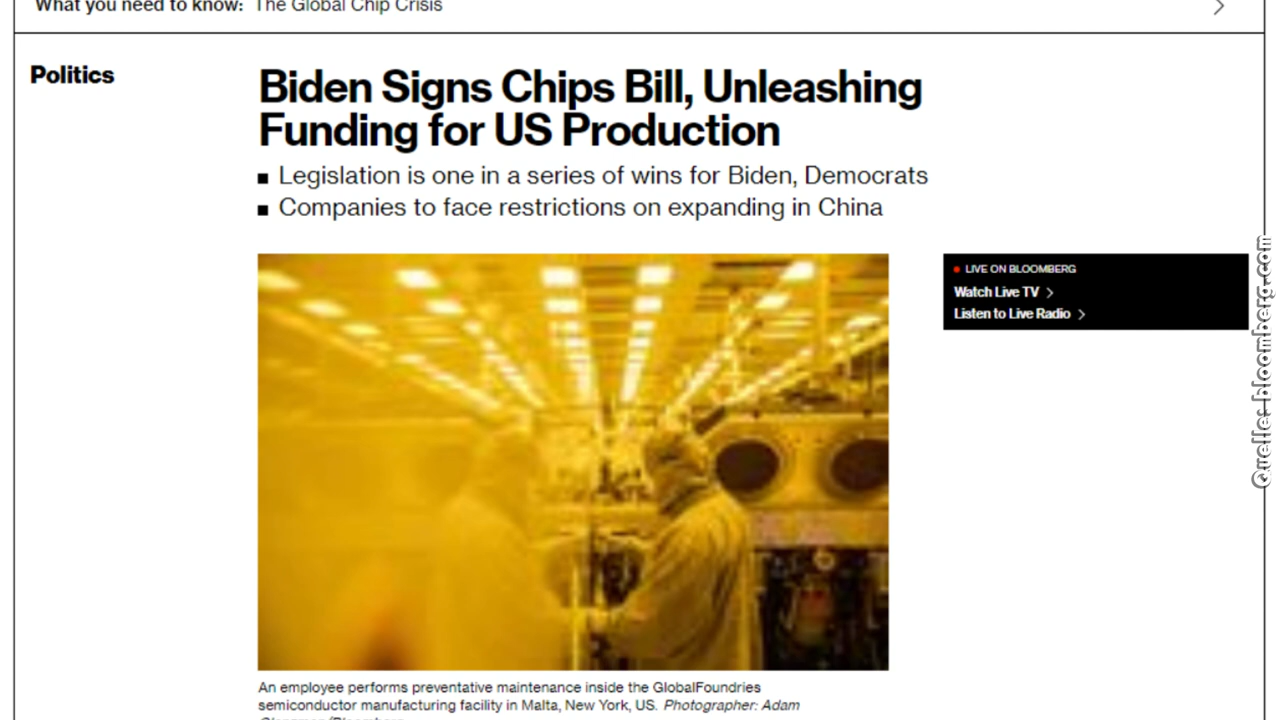 What you need to know: The Global Chip Crisis
Politics
Biden Signs Chips Bill, Unleashing
Funding for US Production
Legislation is one in a series of wins for Biden, Democrats
Companies to face restrictions on expanding in China
LIVE ON BLOOMBERG
Watch Live TV
Listen to Live Radio
An employee performs preventative maintenance inside the GlobalFoundries
semiconductor manufacturing facility in Malta, New York, US. Photographer: Adam
Quelle: bloomberg.com